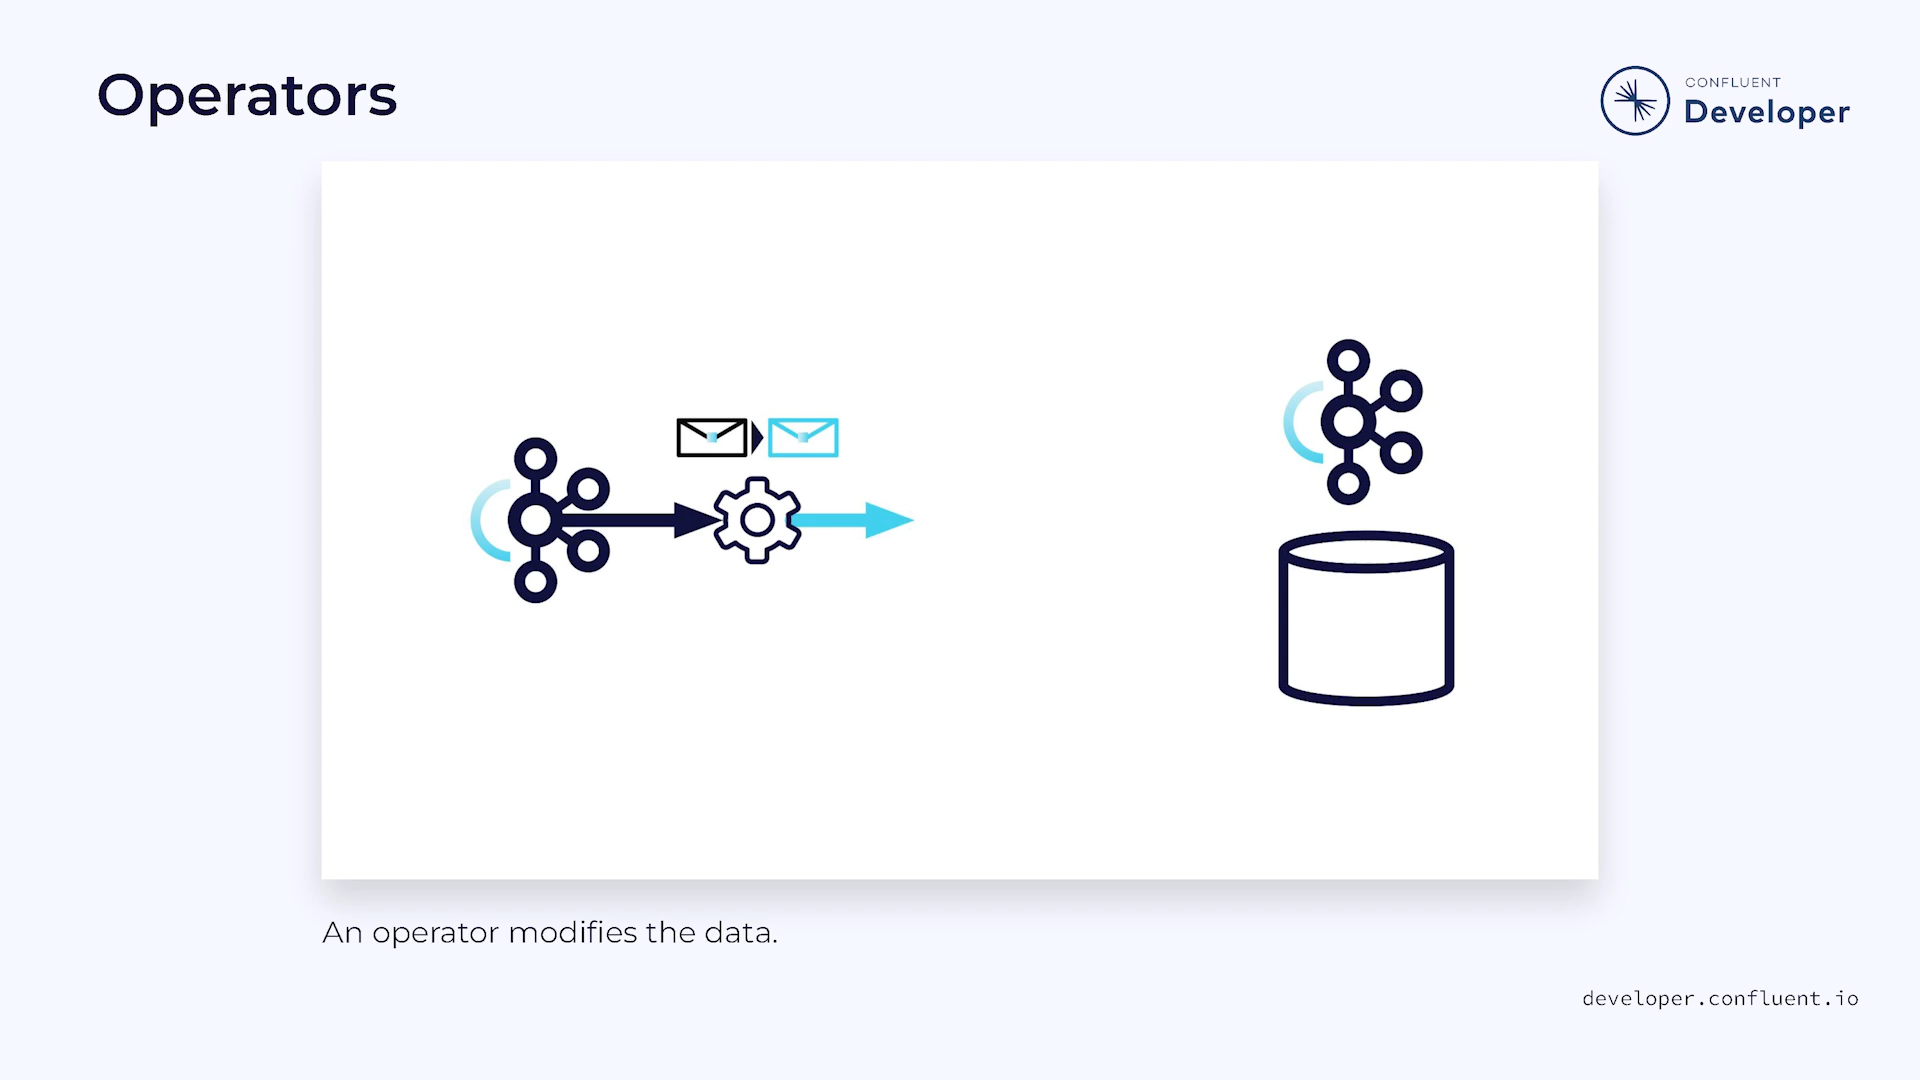 Operators
CONFLUENT
Developer
An operator modifies the data.
developer.confluent.io